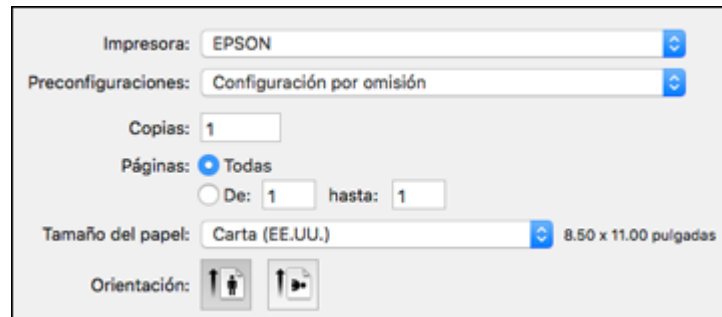 Impresora: EPSON
Preconfiguraciones: Configuración por omisión
Copias: 1
Páginas: Todas
De: 1 hasta: 1
Tamaño del papel: Carta (EE.UU.) 8.50 x 11.00 pulgadas
Orientación: